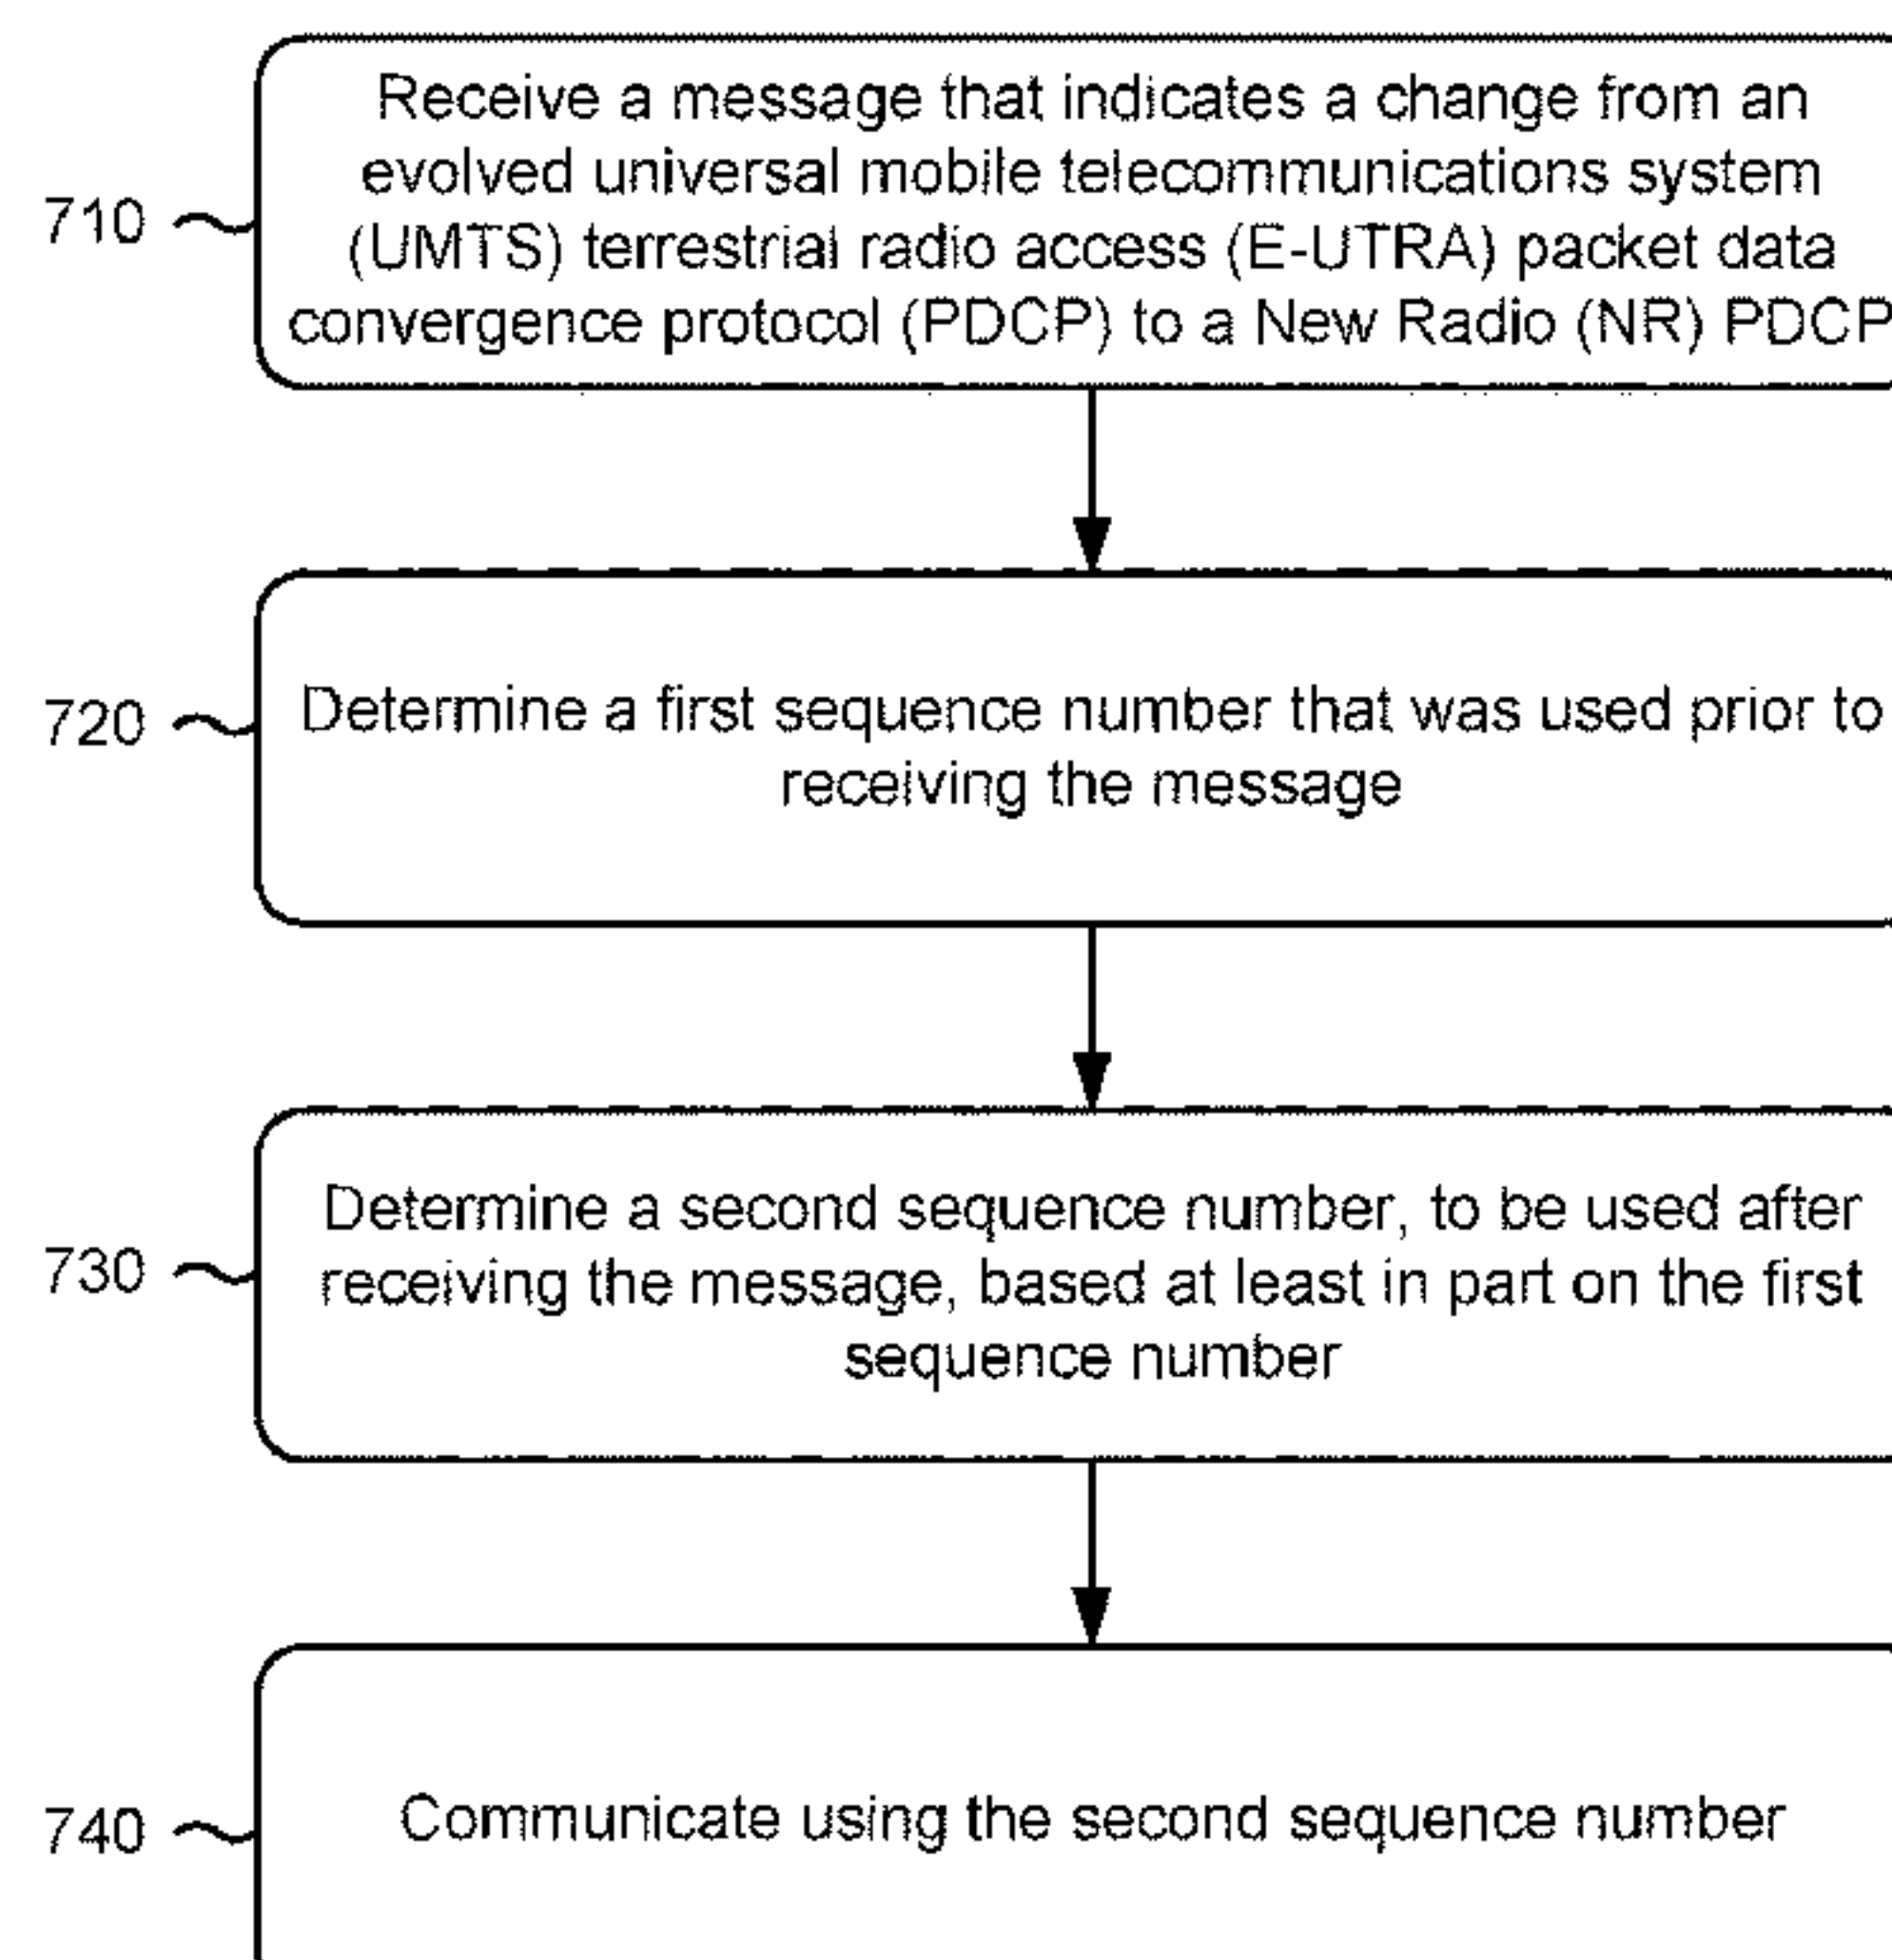 710
Receive a message that indicates a change from an
evolved universal mobile telecommunications system
(UMTS) terrestrial radio access (E-UTRA) packet data
convergence protocol (PDCP) to a New Radio (NR) PDCP
720
Determine a first sequence number that was used prior to
receiving the message
730
Determine a second sequence number, to be used after
receiving the message, based at least in part on the first
sequence number
740
Communicate using the second sequence number